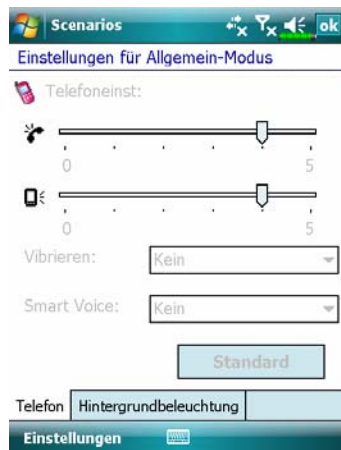 Scenarios ok
Einstellungen für Allgemein-Modus
Telefoneinst:
0 5
0 5
Vibrieren: Kein
Smart Voice: Kein
Standard
Telefon Hintergrundbeleuchtung
Einstellungen